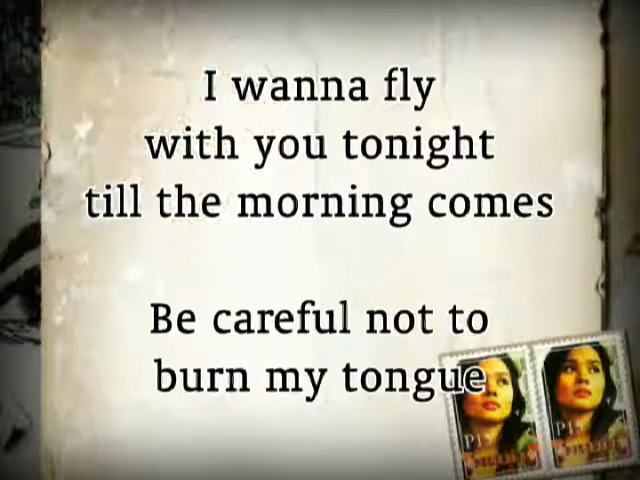 I wanna fly
with you tonight
till the morning comes
Be careful not to
burn my tongue